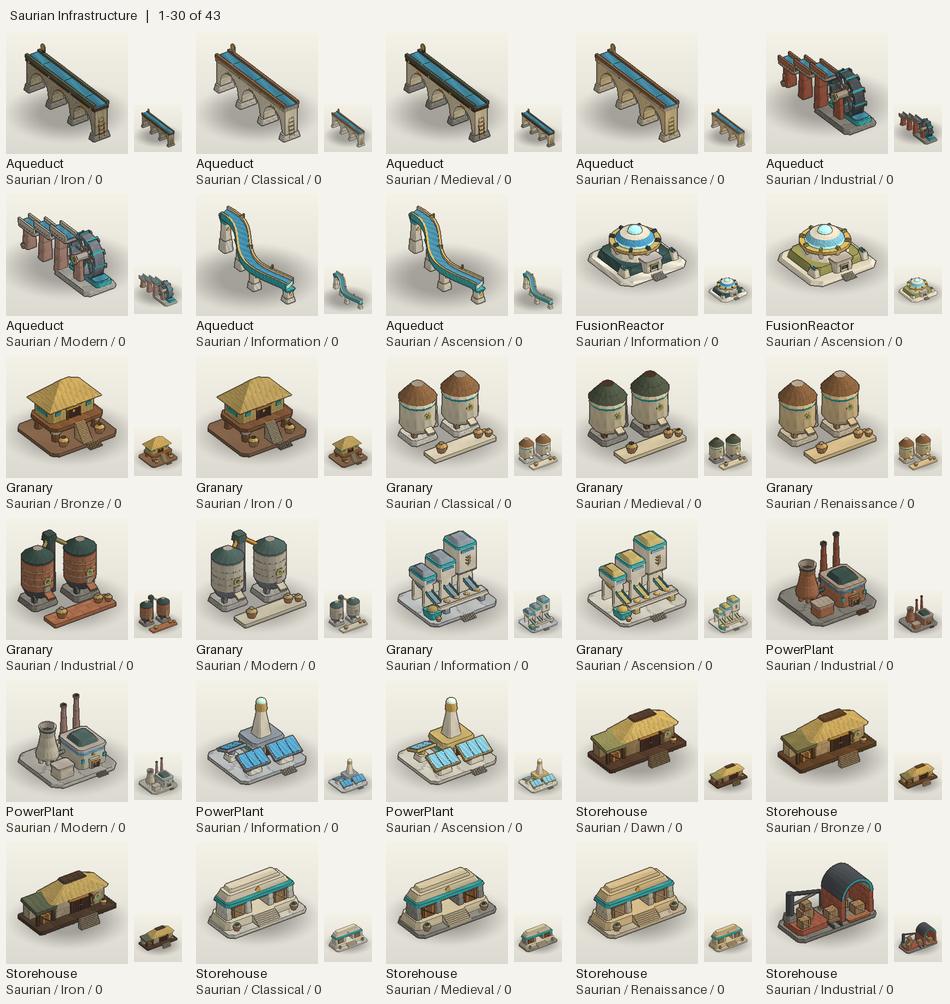 Saurian Infrastructure | 1-30 of 43
Aqueduct
Saurian / Iron / 0
Aqueduct
Saurian / Classical / 0
Aqueduct
Saurian / Medieval / 0
Aqueduct
Saurian / Renaissance / 0
Aqueduct
Saurian / Industrial / 0
Aqueduct
Saurian / Modern / 0
Aqueduct
Saurian / Information / 0
Aqueduct
Saurian / Ascension / 0
FusionReactor
Saurian / Information / 0
FusionReactor
Saurian / Ascension / 0
Granary
Saurian / Bronze / 0
Granary
Saurian / Iron / 0
Granary
Saurian / Classical / 0
Granary
Saurian / Medieval / 0
Granary
Saurian / Renaissance / 0
Granary
Saurian / Industrial / 0
Granary
Saurian / Modern / 0
Granary
Saurian / Information / 0
Granary
Saurian / Ascension / 0
PowerPlant
Saurian / Industrial / 0
PowerPlant
Saurian / Modern / 0
PowerPlant
Saurian / Information / 0
PowerPlant
Saurian / Ascension / 0
Storehouse
Saurian / Dawn / 0
Storehouse
Saurian / Bronze / 0
Storehouse
Saurian / Iron / 0
Storehouse
Saurian / Classical / 0
Storehouse
Saurian / Medieval / 0
Storehouse
Saurian / Renaissance / 0
Storehouse
Saurian / Industrial / 0